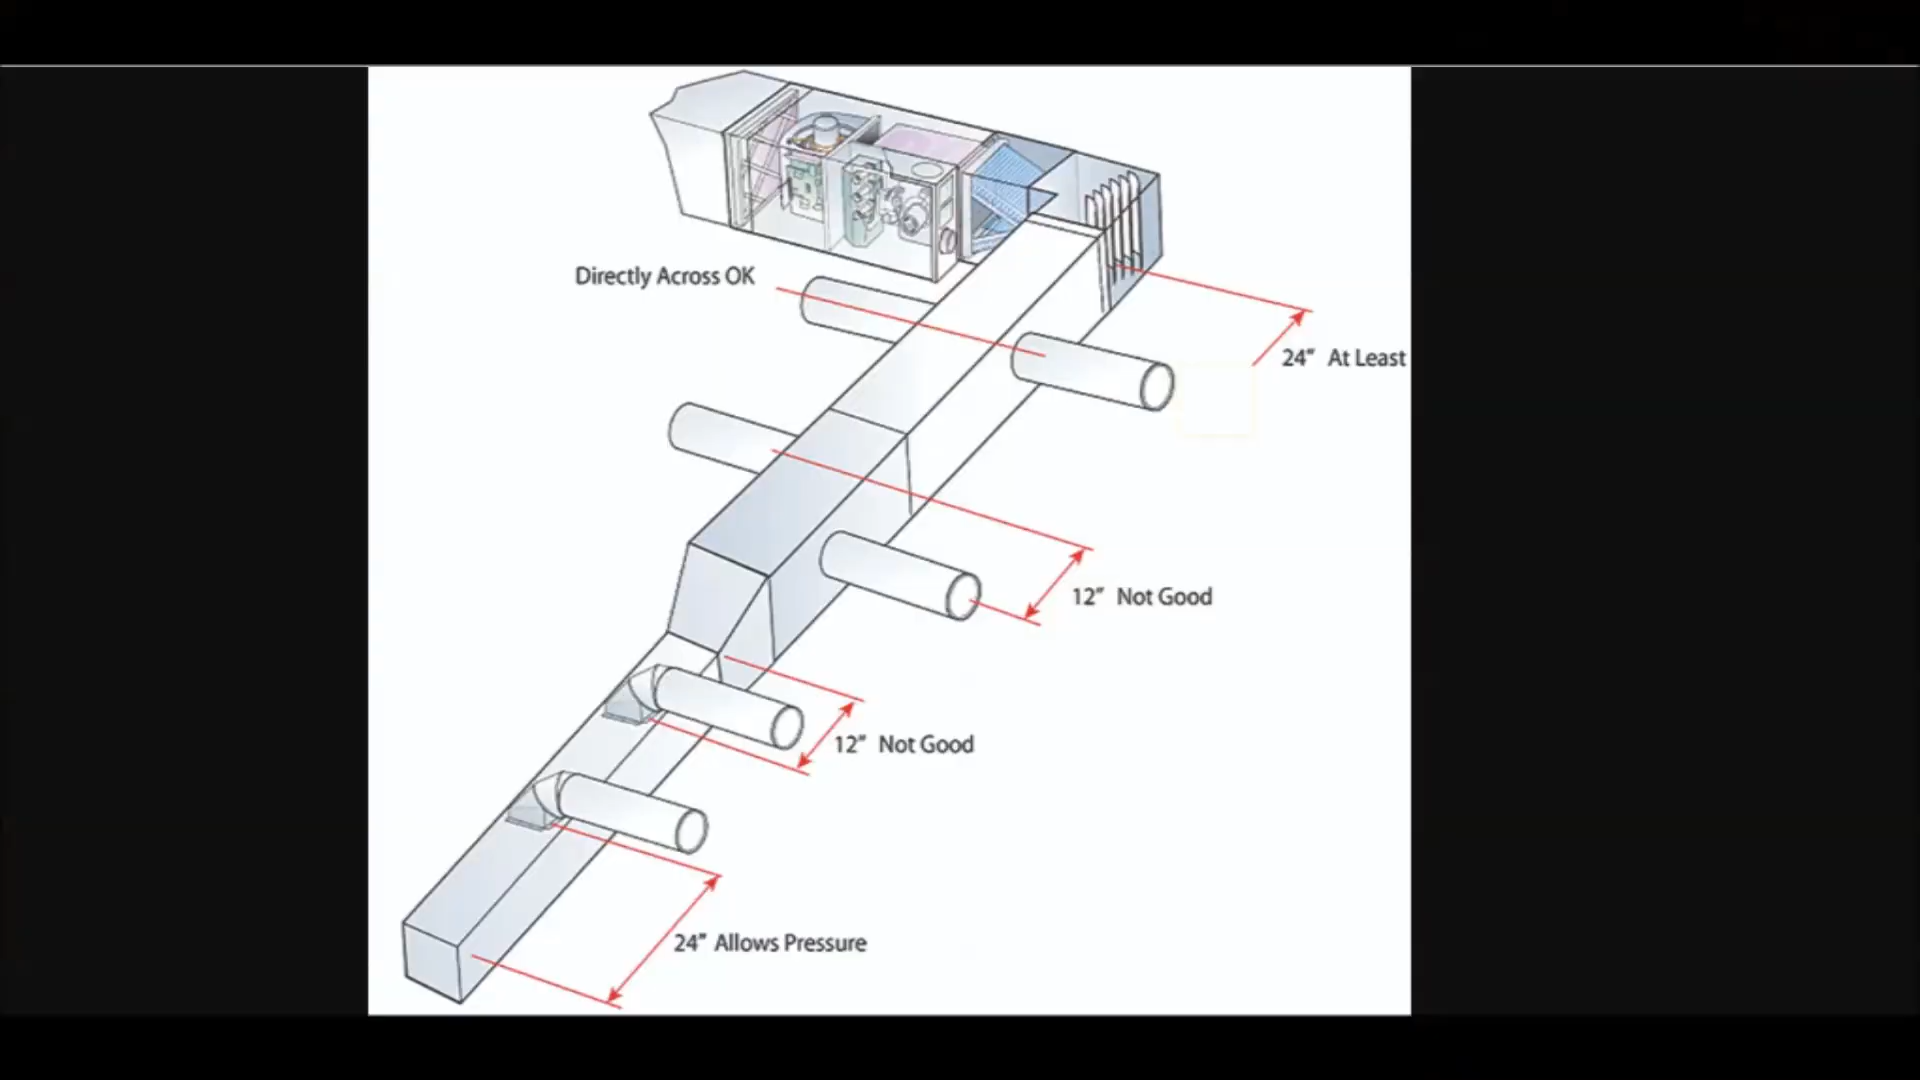 Directly Across OK
24” At Least
12” Not Good
12” Not Good
24” Allows Pressure